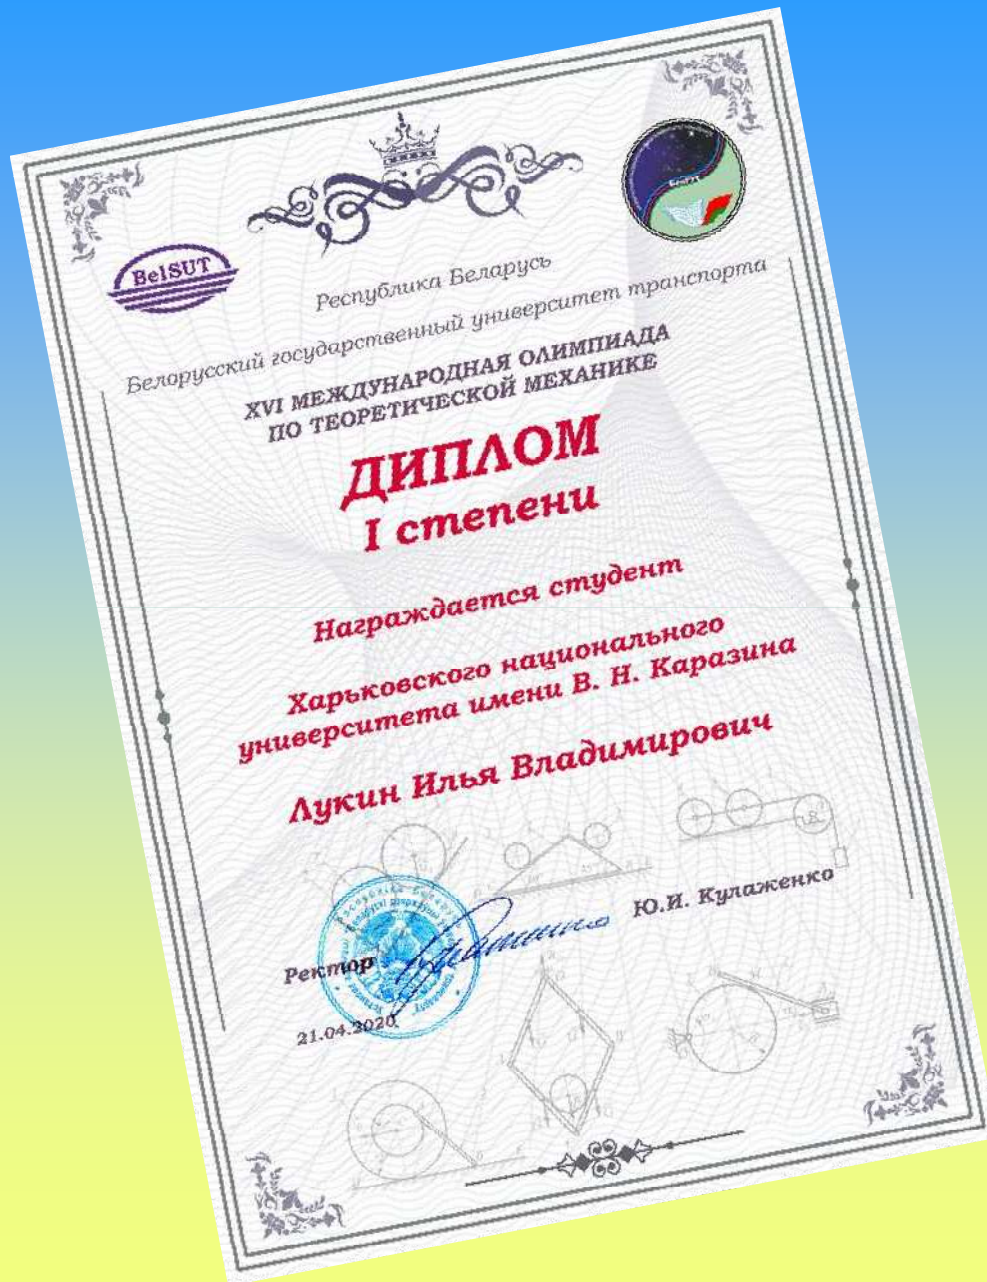 BelSUT
БелГУТ
Республика Беларусь
Белорусский государственный университет транспорта
XVI МЕЖДУНАРОДНАЯ ОЛИМПИАДА
ПО ТЕОРЕТИЧЕСКОЙ МЕХАНИКЕ
ДИПЛОМ
I степени
Награждается студент
Харьковского национального
университета имени В. Н. Каразина
Лукин Илья Владимирович
Ректор
Ю.И. Кулаженко
21.04.2020